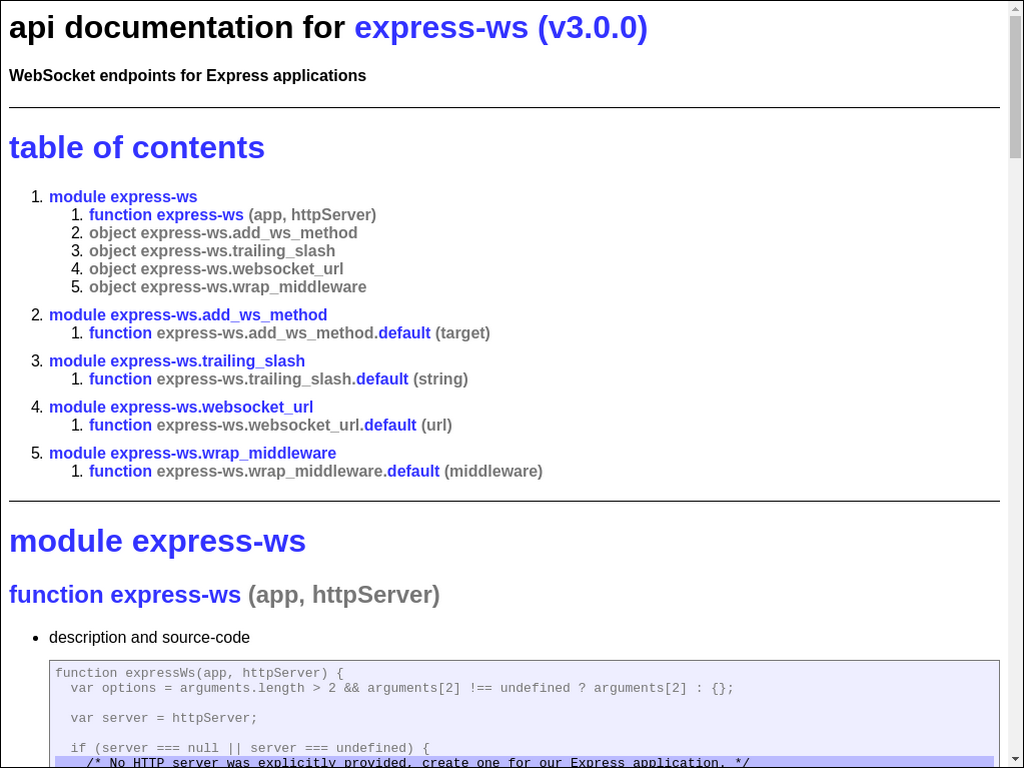 api documentation for express-ws (v3.0.0)
WebSocket endpoints for Express applications
table of contents
1. module express-ws
1. function express-ws (app, httpServer)
2. object express-ws.add_ws_method
3. object express-ws.trailing_slash
4. object express-ws.websocket_url
5. object express-ws.wrap_middleware
2. module express-ws.add_ws_method
1. function express-ws.add_ws_method.default (target)
3. module express-ws.trailing_slash
1. function express-ws.trailing_slash.default (string)
4. module express-ws.websocket_url
1. function express-ws.websocket_url.default (url)
5. module express-ws.wrap_middleware
1. function express-ws.wrap_middleware.default (middleware)
module express-ws
function express-ws (app, httpServer)
• description and source-code
function expressWs(app, httpServer) {
var options = arguments.length > 2 && arguments[2] !== undefined ? arguments[2] : {};
var server = httpServer;
if (server === null || server === undefined) {
/* No HTTP server was explicitly provided, create one for our Express application. */